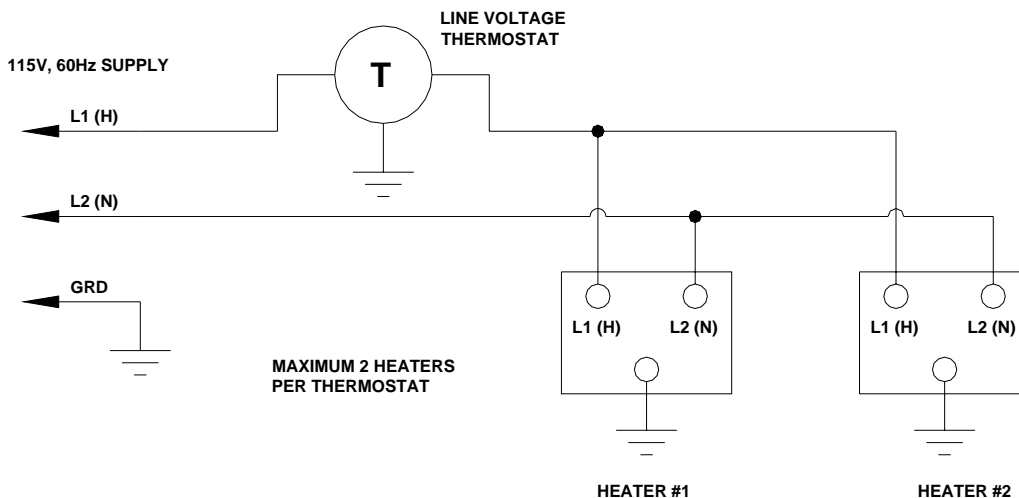 LINE VOLTAGE
THERMOSTAT
115V, 60Hz SUPPLY
T
L1 (H)
L2 (N)
GRD
MAXIMUM 2 HEATERS
PER THERMOSTAT
L1 (H) L2 (N)
L1 (H) L2 (N)
HEATER #1
HEATER #2